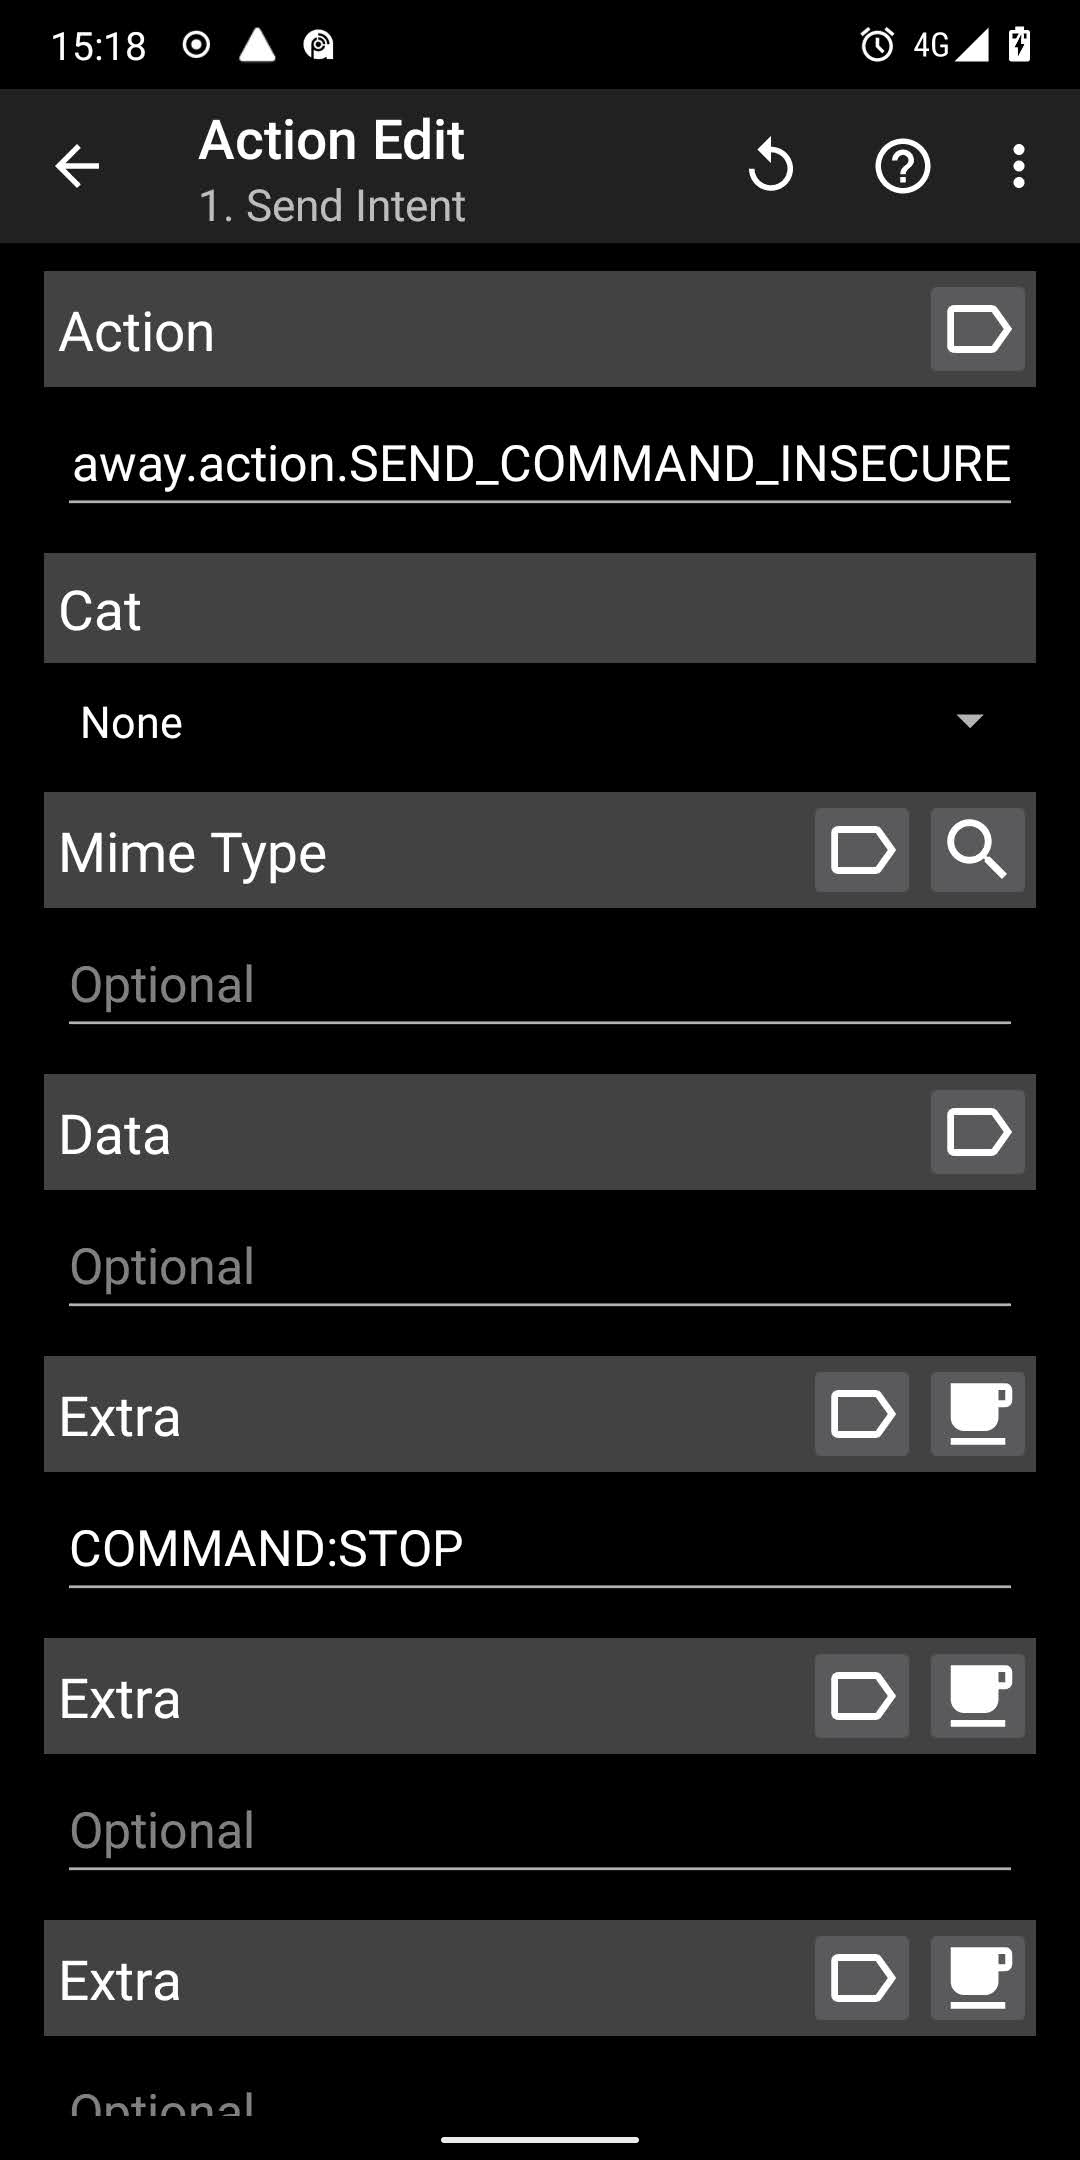 15:18
4G
Action Edit
1. Send Intent
Action
away.action.SEND_COMMAND_INSECURE
Cat
None
Mime Type
Optional
Data
Optional
Extra
COMMAND:STOP
Extra
Optional
Extra
Optional